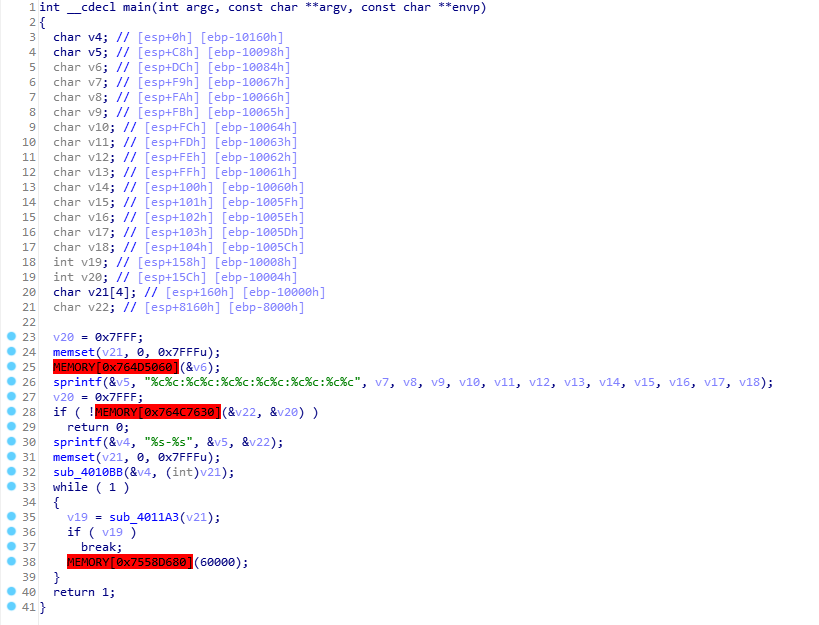 1 int __cdecl main(int argc, const char **argv, const char **envp)
2 {
3 char v4; // [esp+0h] [ebp-10160h]
4 char v5; // [esp+C8h] [ebp-10098h]
5 char v6; // [esp+DCh] [ebp-10084h]
6 char v7; // [esp+F9h] [ebp-10067h]
7 char v8; // [esp+FAh] [ebp-10066h]
8 char v9; // [esp+FBh] [ebp-10065h]
9 char v10; // [esp+FCh] [ebp-10064h]
10 char v11; // [esp+FDh] [ebp-10063h]
11 char v12; // [esp+FEh] [ebp-10062h]
12 char v13; // [esp+FFh] [ebp-10061h]
13 char v14; // [esp+100h] [ebp-10060h]
14 char v15; // [esp+101h] [ebp-1005Fh]
15 char v16; // [esp+102h] [ebp-1005Eh]
16 char v17; // [esp+103h] [ebp-1005Dh]
17 char v18; // [esp+104h] [ebp-1005Ch]
18 int v19; // [esp+158h] [ebp-10008h]
19 int v20; // [esp+15Ch] [ebp-10004h]
20 char v21[4]; // [esp+160h] [ebp-10000h]
21 char v22; // [esp+8160h] [ebp-8000h]
22
23 v20 = 0x7FFF;
24 memset(v21, 0, 0x7FFFu);
25 MEMORY[0x764D5060](&v6);
26 sprintf(&v5, "%c%c:%c%c:%c%c:%c%c:%c%c:%c%c", v7, v8, v9, v10, v11, v12, v13, v14, v15, v16, v17, v18);
27 v20 = 0x7FFF;
28 if ( !MEMORY[0x764C7630](&v22, &v20) )
29 return 0;
30 sprintf(&v4, "%s-%s", &v5, &v22);
31 memset(v21, 0, 0x7FFFu);
32 sub_4010BB(&v4, (int)v21);
33 while ( 1 )
34 {
35 v19 = sub_4011A3(v21);
36 if ( v19 )
37 break;
38 MEMORY[0x7558D680](60000);
39 }
40 return 1;
41 }